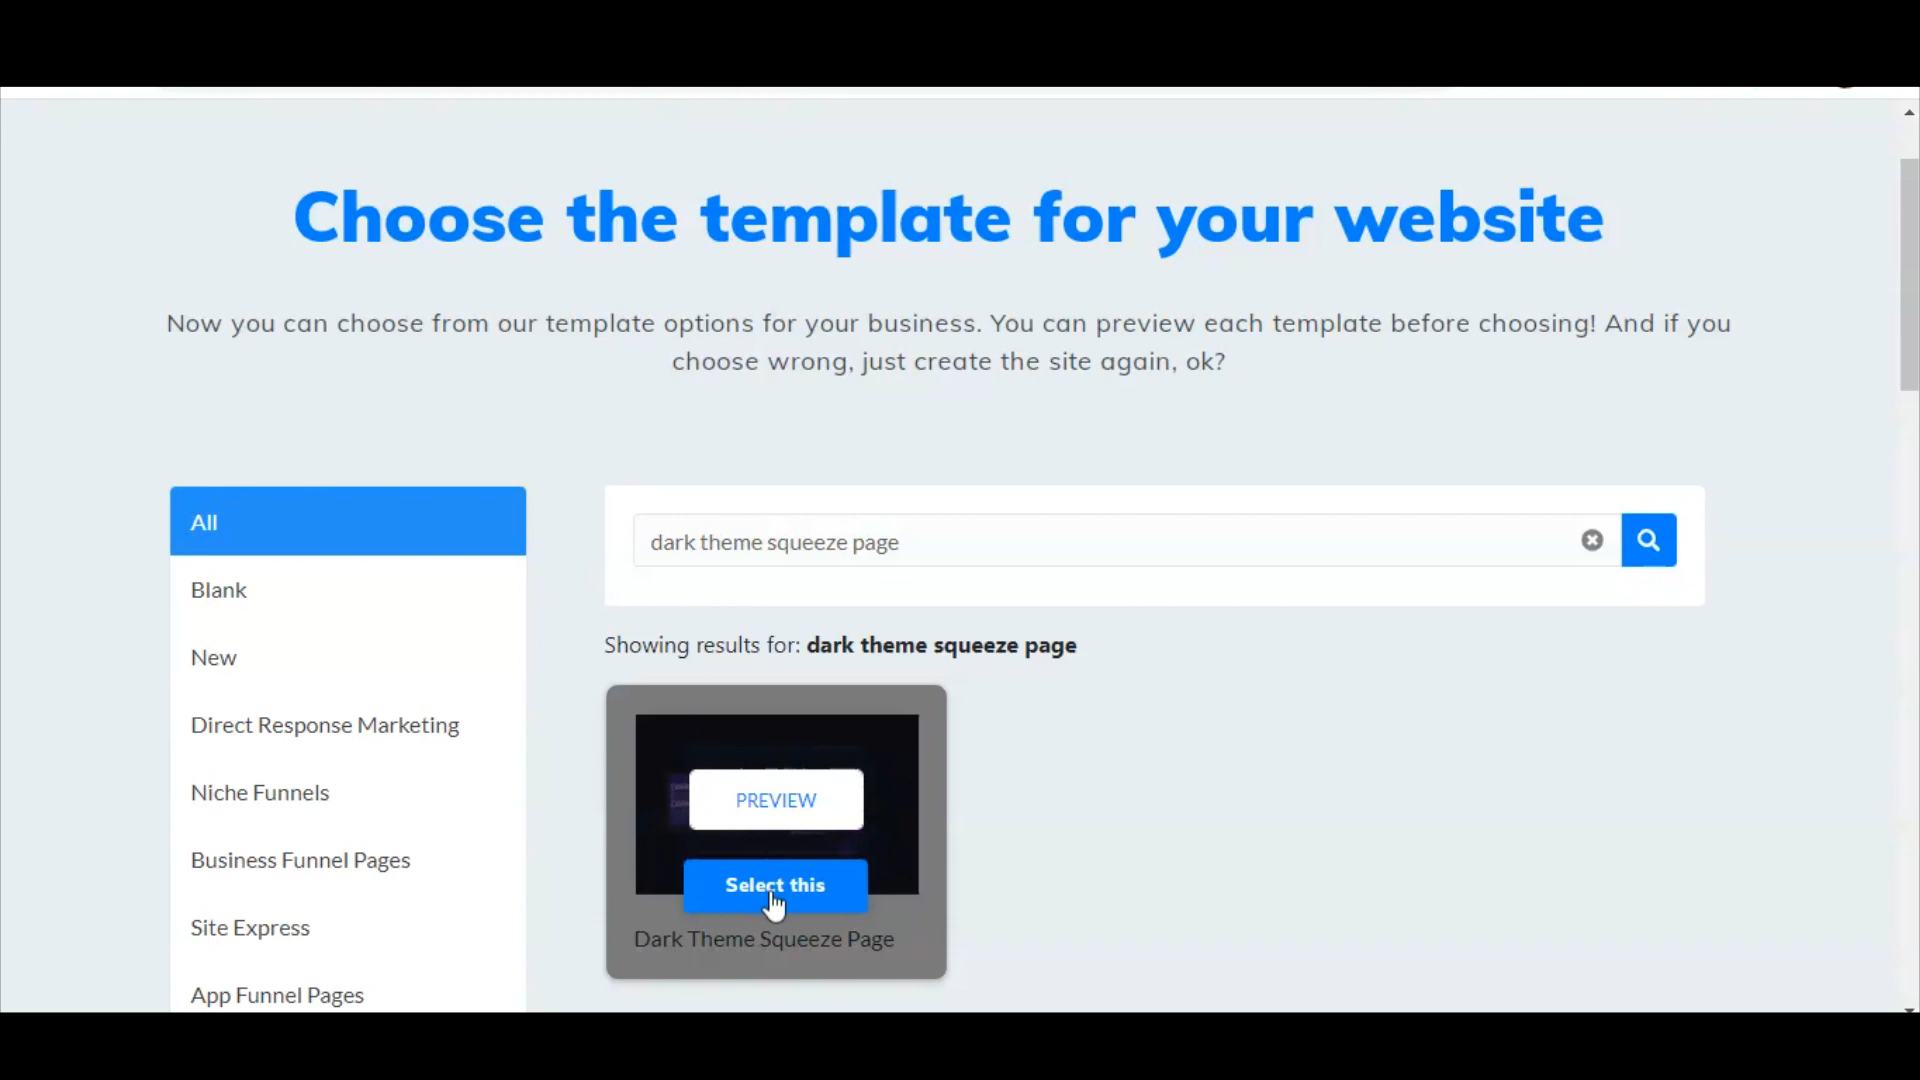 Choose the template for your website
Now you can choose from our template options for your business. You can preview each template before choosing! And if you
choose wrong, just create the site again, ok?
All
Blank
New
Direct Response Marketing
Niche Funnels
Business Funnel Pages
Site Express
App Funnel Pages
dark theme squeeze page
Showing results for: dark theme squeeze page
PREVIEW
Select this
Dark Theme Squeeze Page